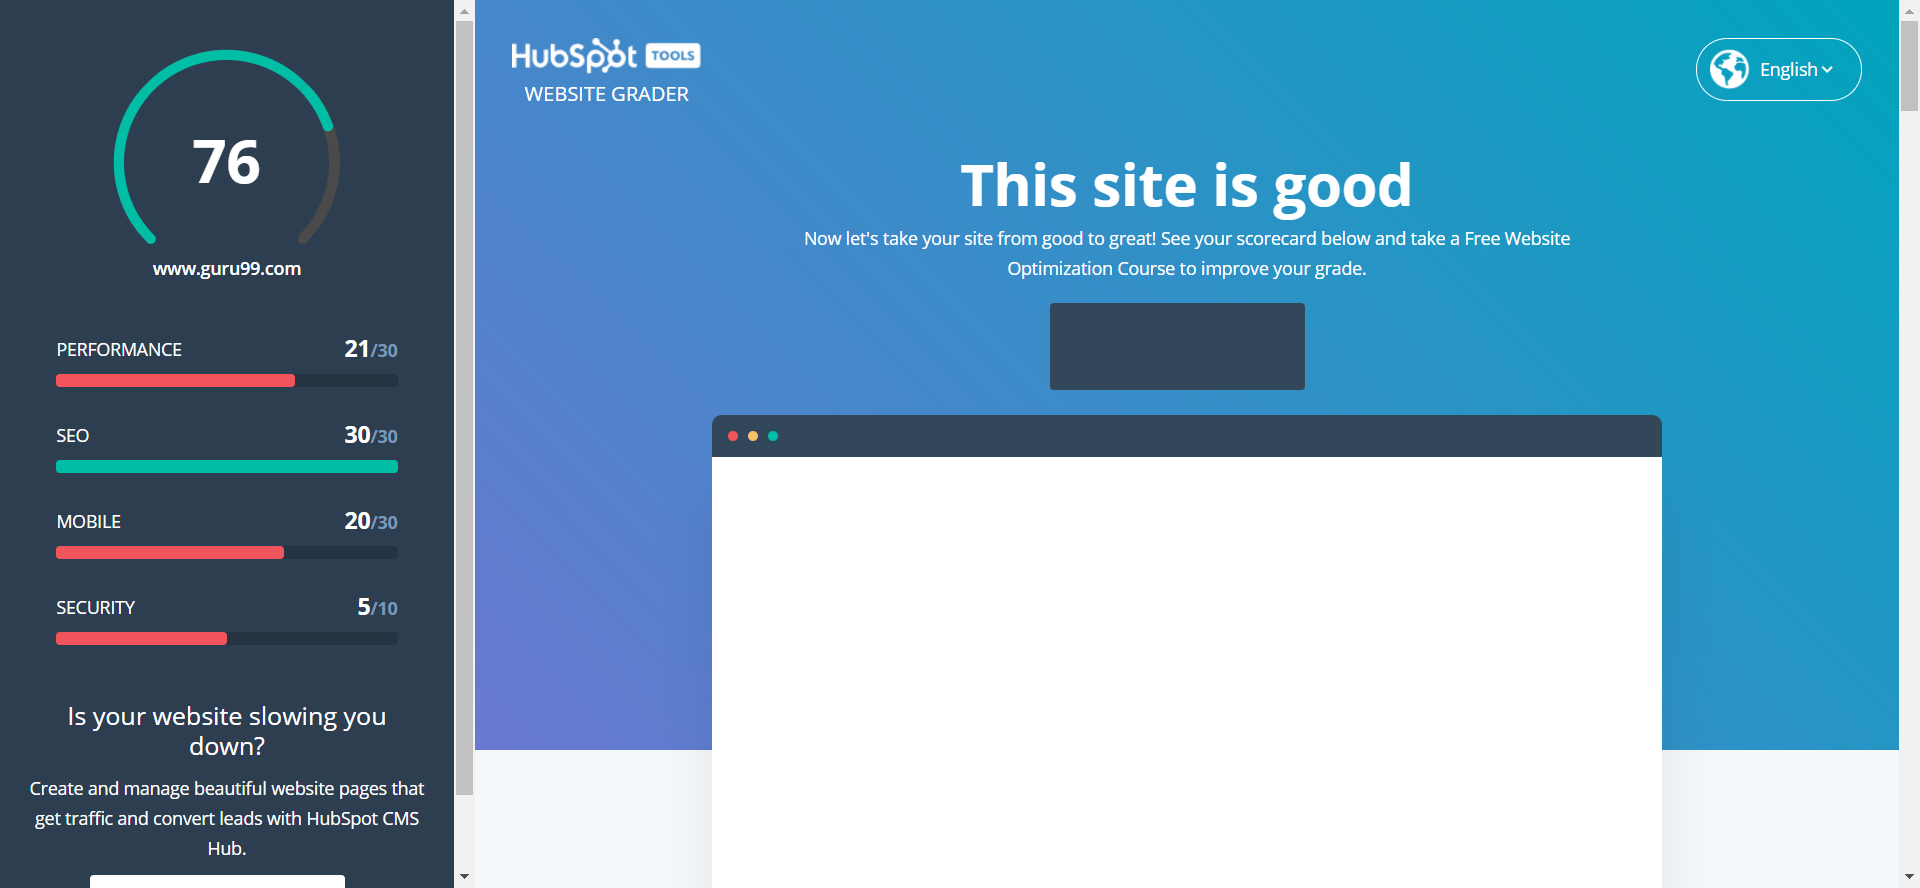 76
www.guru99.com
PERFORMANCE 21/30
SEO 30/30
MOBILE 20/30
SECURITY 5/10
Is your website slowing you
down?
Create and manage beautiful website pages that
get traffic and convert leads with HubSpot CMS
Hub.
HubSpot TOOLS
WEBSITE GRADER
English
This site is good
Now let's take your site from good to great! See your scorecard below and take a Free Website
Optimization Course to improve your grade.